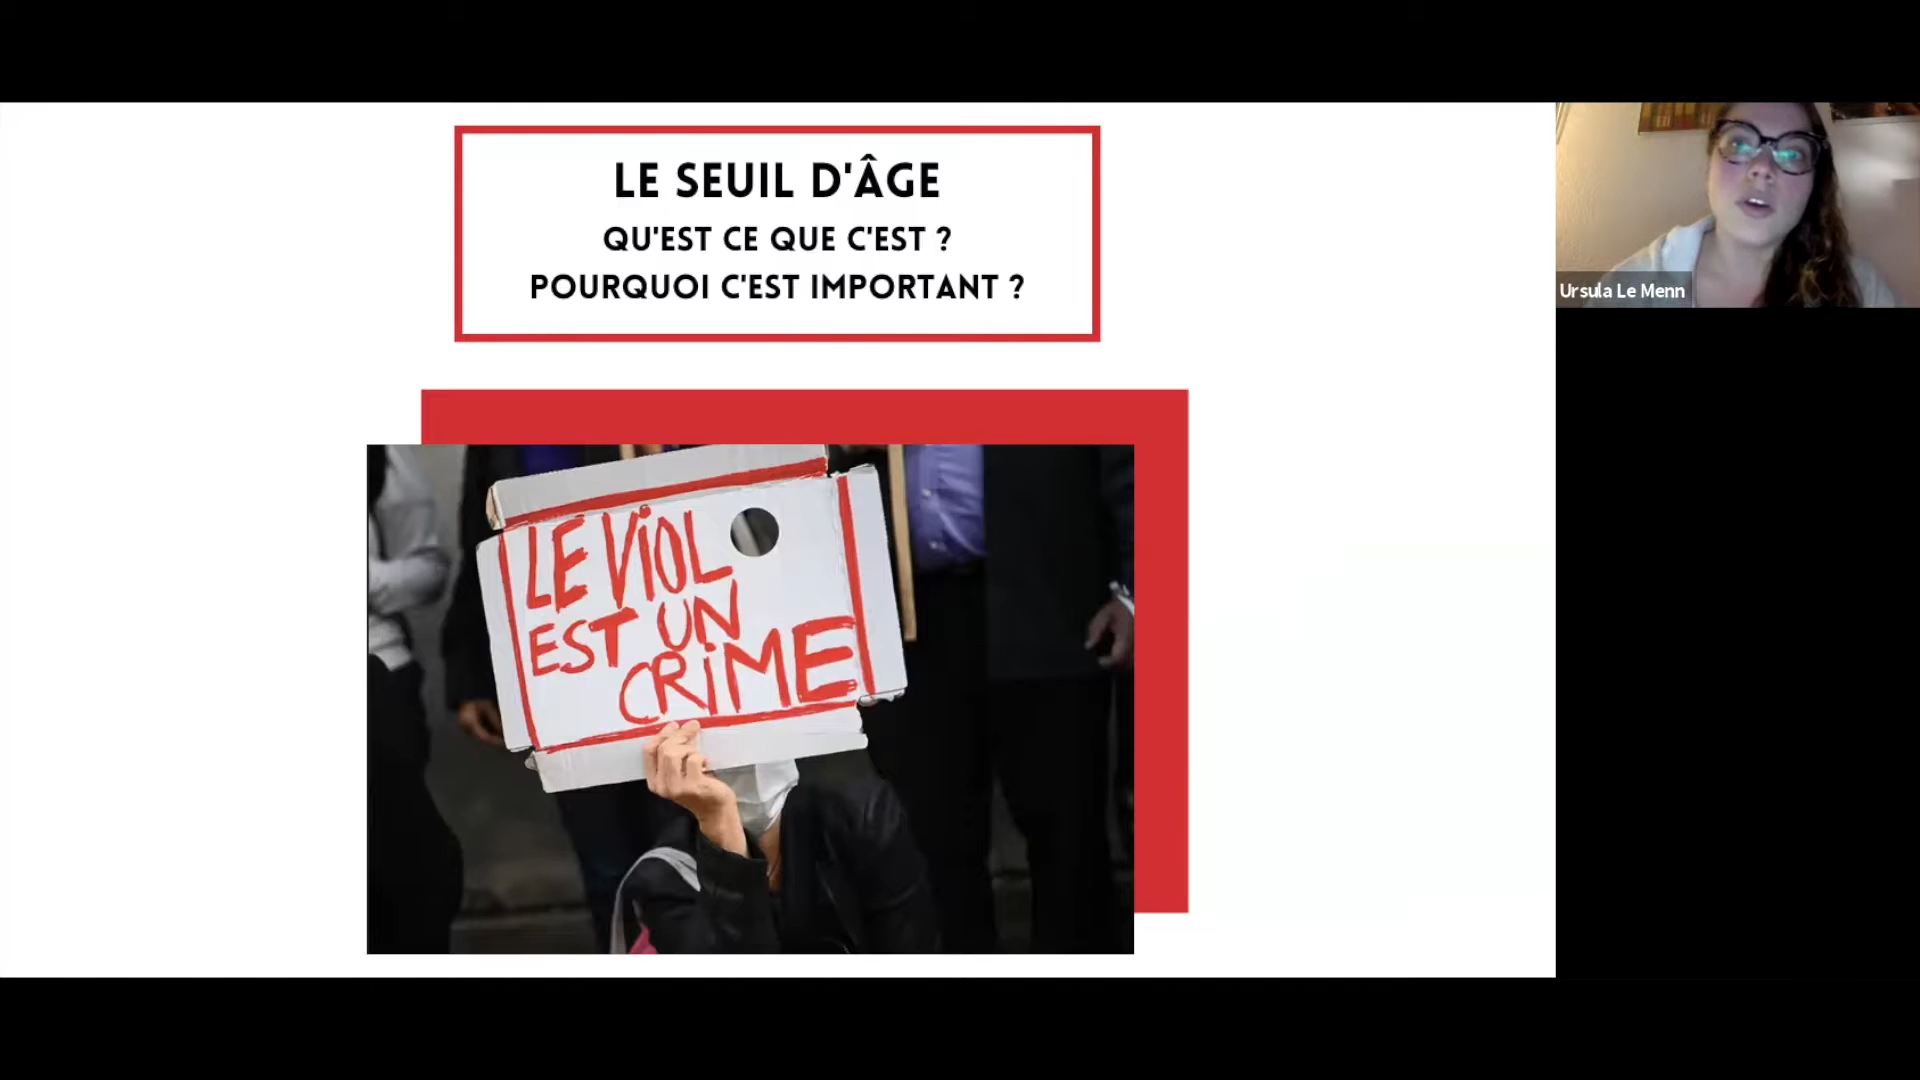 LE SEUIL D'ÂGE
QU'EST CE QUE C'EST ?
POURQUOI C'EST IMPORTANT ?
Ursula Le Menn
LE VIOL
EST UN
CRIME